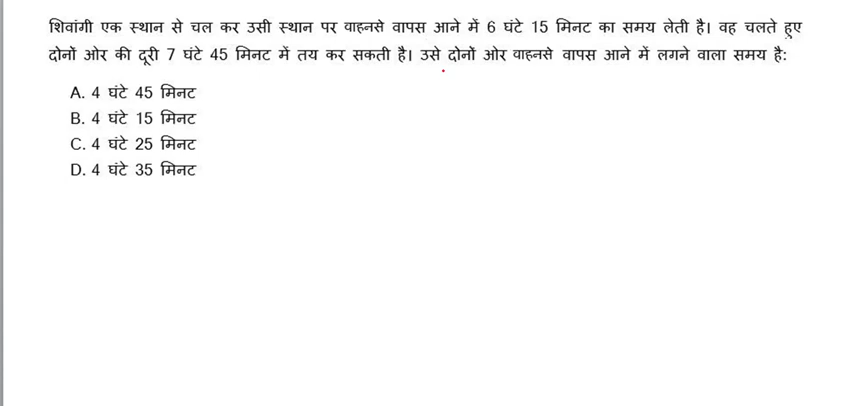 शिवांगी एक स्थान से चल कर उसी स्थान पर वाहनसे वापस आने में 6 घंटे 15 मिनट का समय लेती है। वह चलते हुए
दोनों ओर की दूरी 7 घंटे 45 मिनट में तय कर सकती है। उसे दोनों ओर वाहनसे वापस आने में लगने वाला समय है:
A. 4 घंटे 45 मिनट
B. 4 घंटे 15 मिनट
C. 4 घंटे 25 मिनट
D. 4 घंटे 35 मिनट